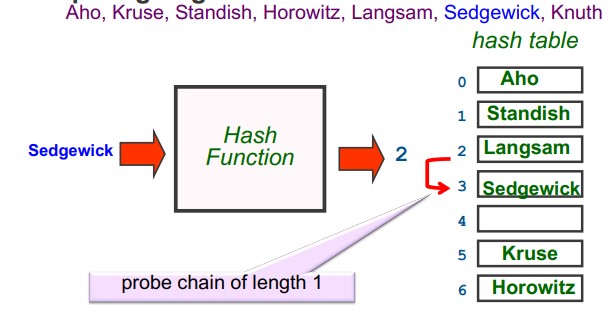 Aho, Kruse, Standish, Horowitz, Langsam, Sedgewick, Knuth
hash table
0 Aho
1 Standish
Sedgewick
Hash
Function
2
2 Langsam
3 Sedgewick
4
5 Kruse
6 Horowitz
probe chain of length 1